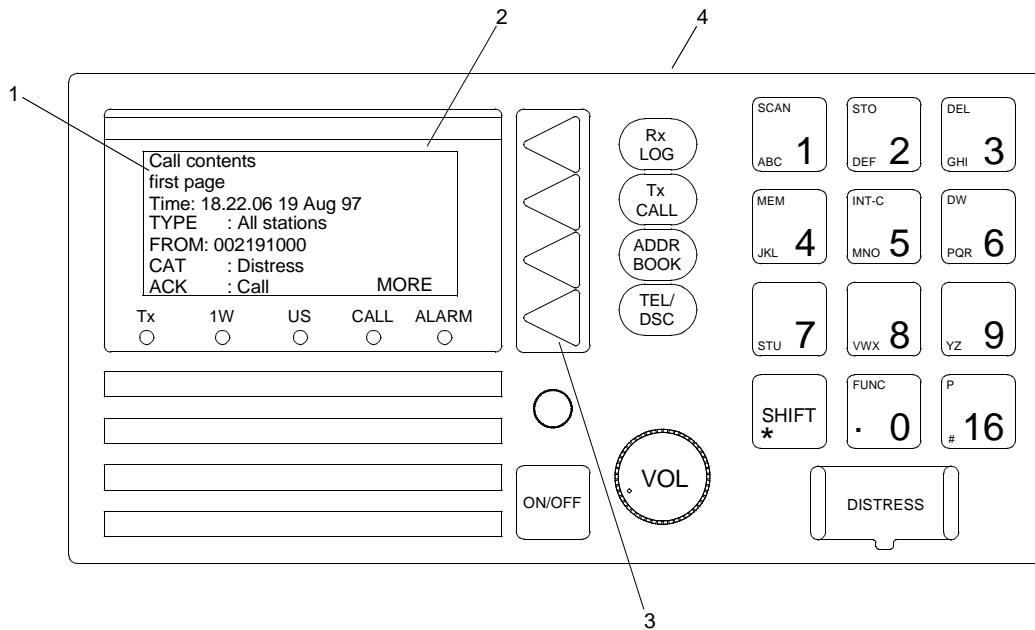 2
4
1
Call contents
first page
Time: 18.22.06 19 Aug 97
TYPE : All stations
FROM: 002191000
CAT : Distress
ACK : Call MORE
Tx 1W US CALL ALARM
Rx
LOG
Tx
CALL
ADDR
BOOK
TEL/
DSC
SCAN
ABC 1
STO
DEF 2
DEL
GHI 3
MEM
JKL 4
INT-C
MNO 5
DW
PQR 6
STU 7
VWX 8
YZ 9
SHIFT
*
FUNC
. 0
P
# 16
ON/OFF
VOL
DISTRESS
3